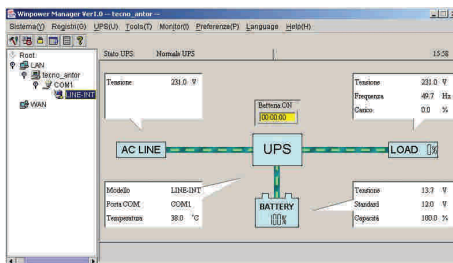 Winpower Manager Ver1.0 -- tecno_antor --
Sistema(Y) Registri(G) UPS(U) Tools(T) Monitor(I) Preferenze(P) Language Help(H)
Root
LAN
tecno_antor
COM1
LINE-INT
WAN
Stato UPS Normale UPS 15:58
Tensione 231.0 V
Batteria ON
00:00:00
Tensione 231.0 V
Frequenza 49.7 Hz
Carico 0.0 %
AC LINE
UPS
LOAD 0%
BATTERY
100%
Modello LINE-INT
Porta COM COM1
Temperatura 38.0 °C
Tensione 13.7 V
Standard 12.0 V
Capacità 100.0 %